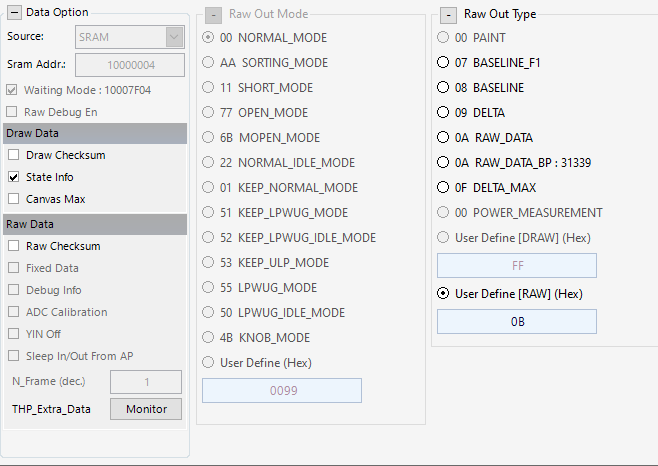 Data Option
Source: SRAM
Sram Addr.: 10000004
Waiting Mode : 10007F04
Raw Debug En
Draw Data
Draw Checksum
State Info
Canvas Max
Raw Data
Raw Checksum
Fixed Data
Debug Info
ADC Calibration
YIN Off
Sleep In/Out From AP
N_Frame (dec.) 1
THP_Extra_Data Monitor
Raw Out Mode
00 NORMAL_MODE
AA SORTING_MODE
11 SHORT_MODE
77 OPEN_MODE
6B MOPEN_MODE
22 NORMAL_IDLE_MODE
01 KEEP_NORMAL_MODE
51 KEEP_LPWUG_MODE
52 KEEP_LPWUG_IDLE_MODE
53 KEEP_ULP_MODE
55 LPWUG_MODE
50 LPWUG_IDLE_MODE
4B KNOB_MODE
User Define (Hex)
0099
Raw Out Type
00 PAINT
07 BASELINE_F1
08 BASELINE
09 DELTA
0A RAW_DATA
0A RAW_DATA_BP : 31339
0F DELTA_MAX
00 POWER_MEASUREMENT
User Define [DRAW] (Hex)
FF
User Define [RAW] (Hex)
0B